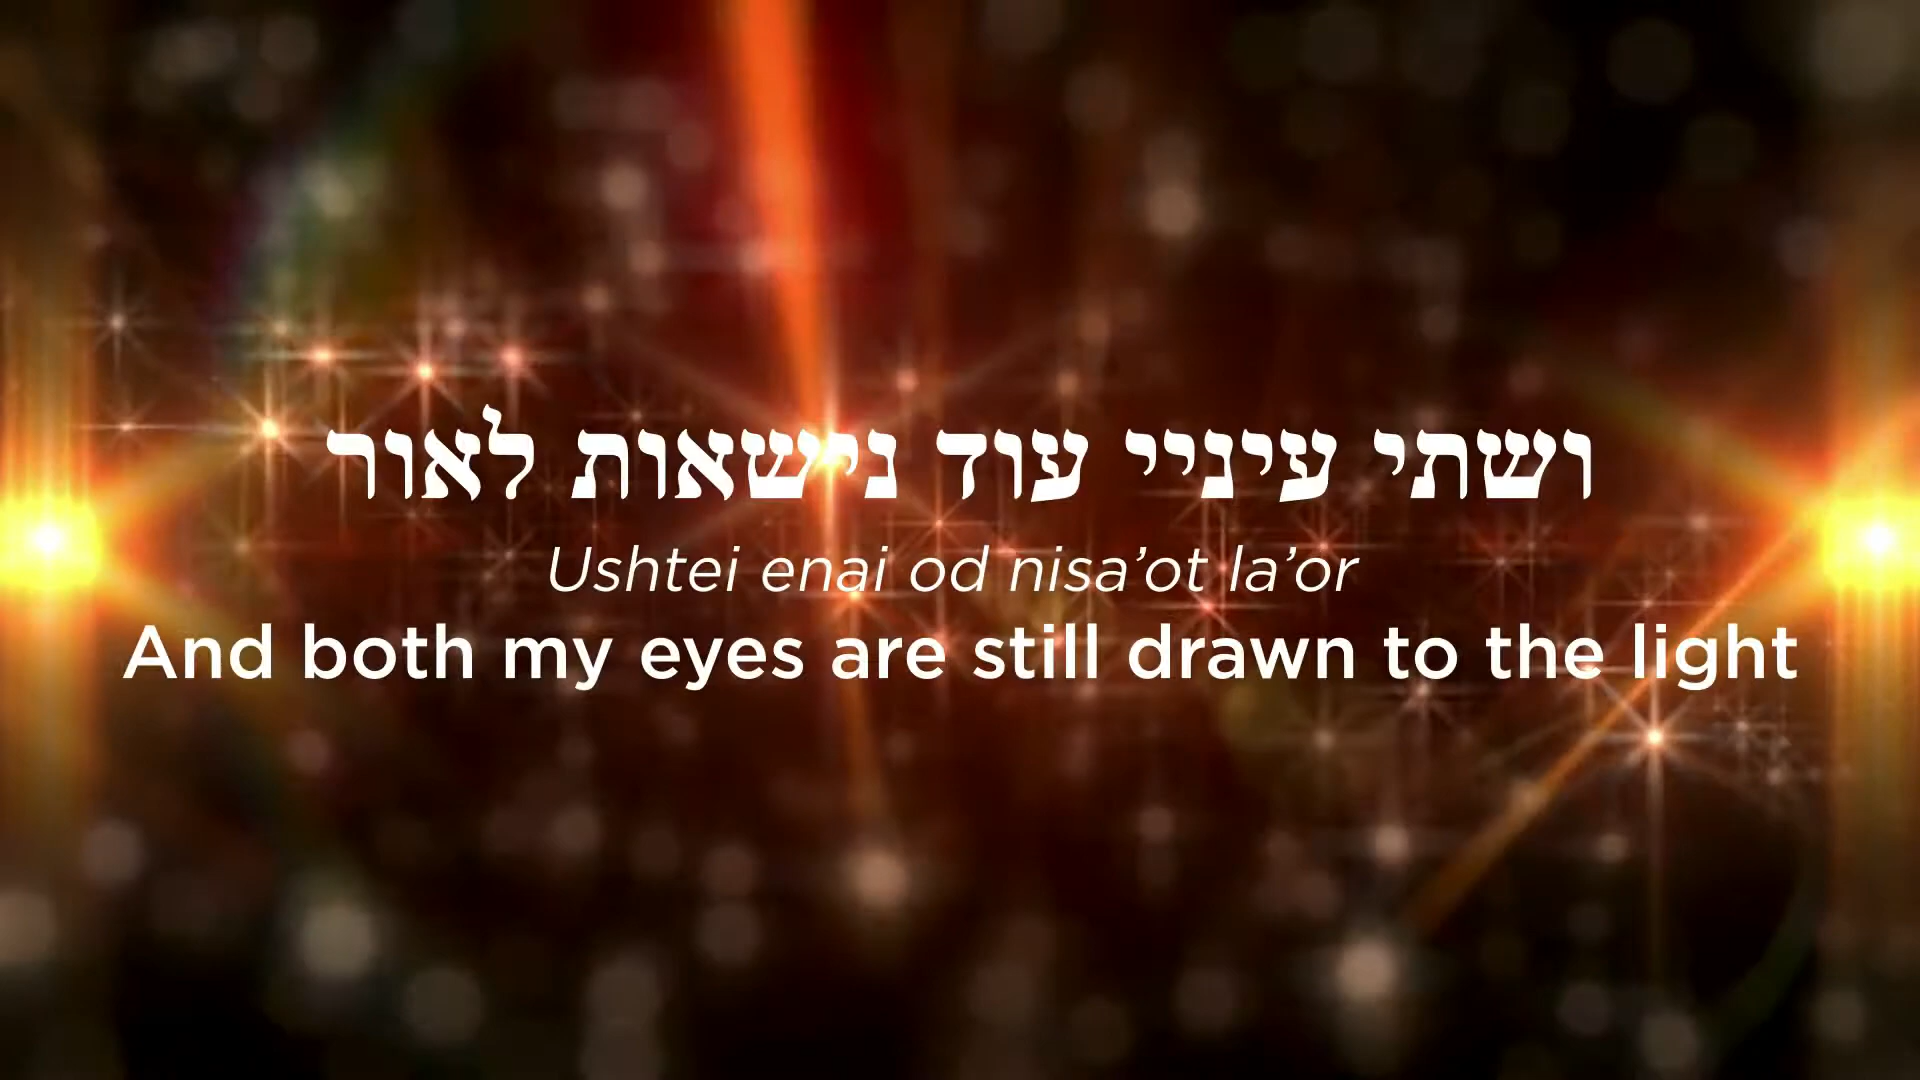 ושתי עיניי עוד נישאות לאור
Ushtei enai od nisa’ot la’or
And both my eyes are still drawn to the light